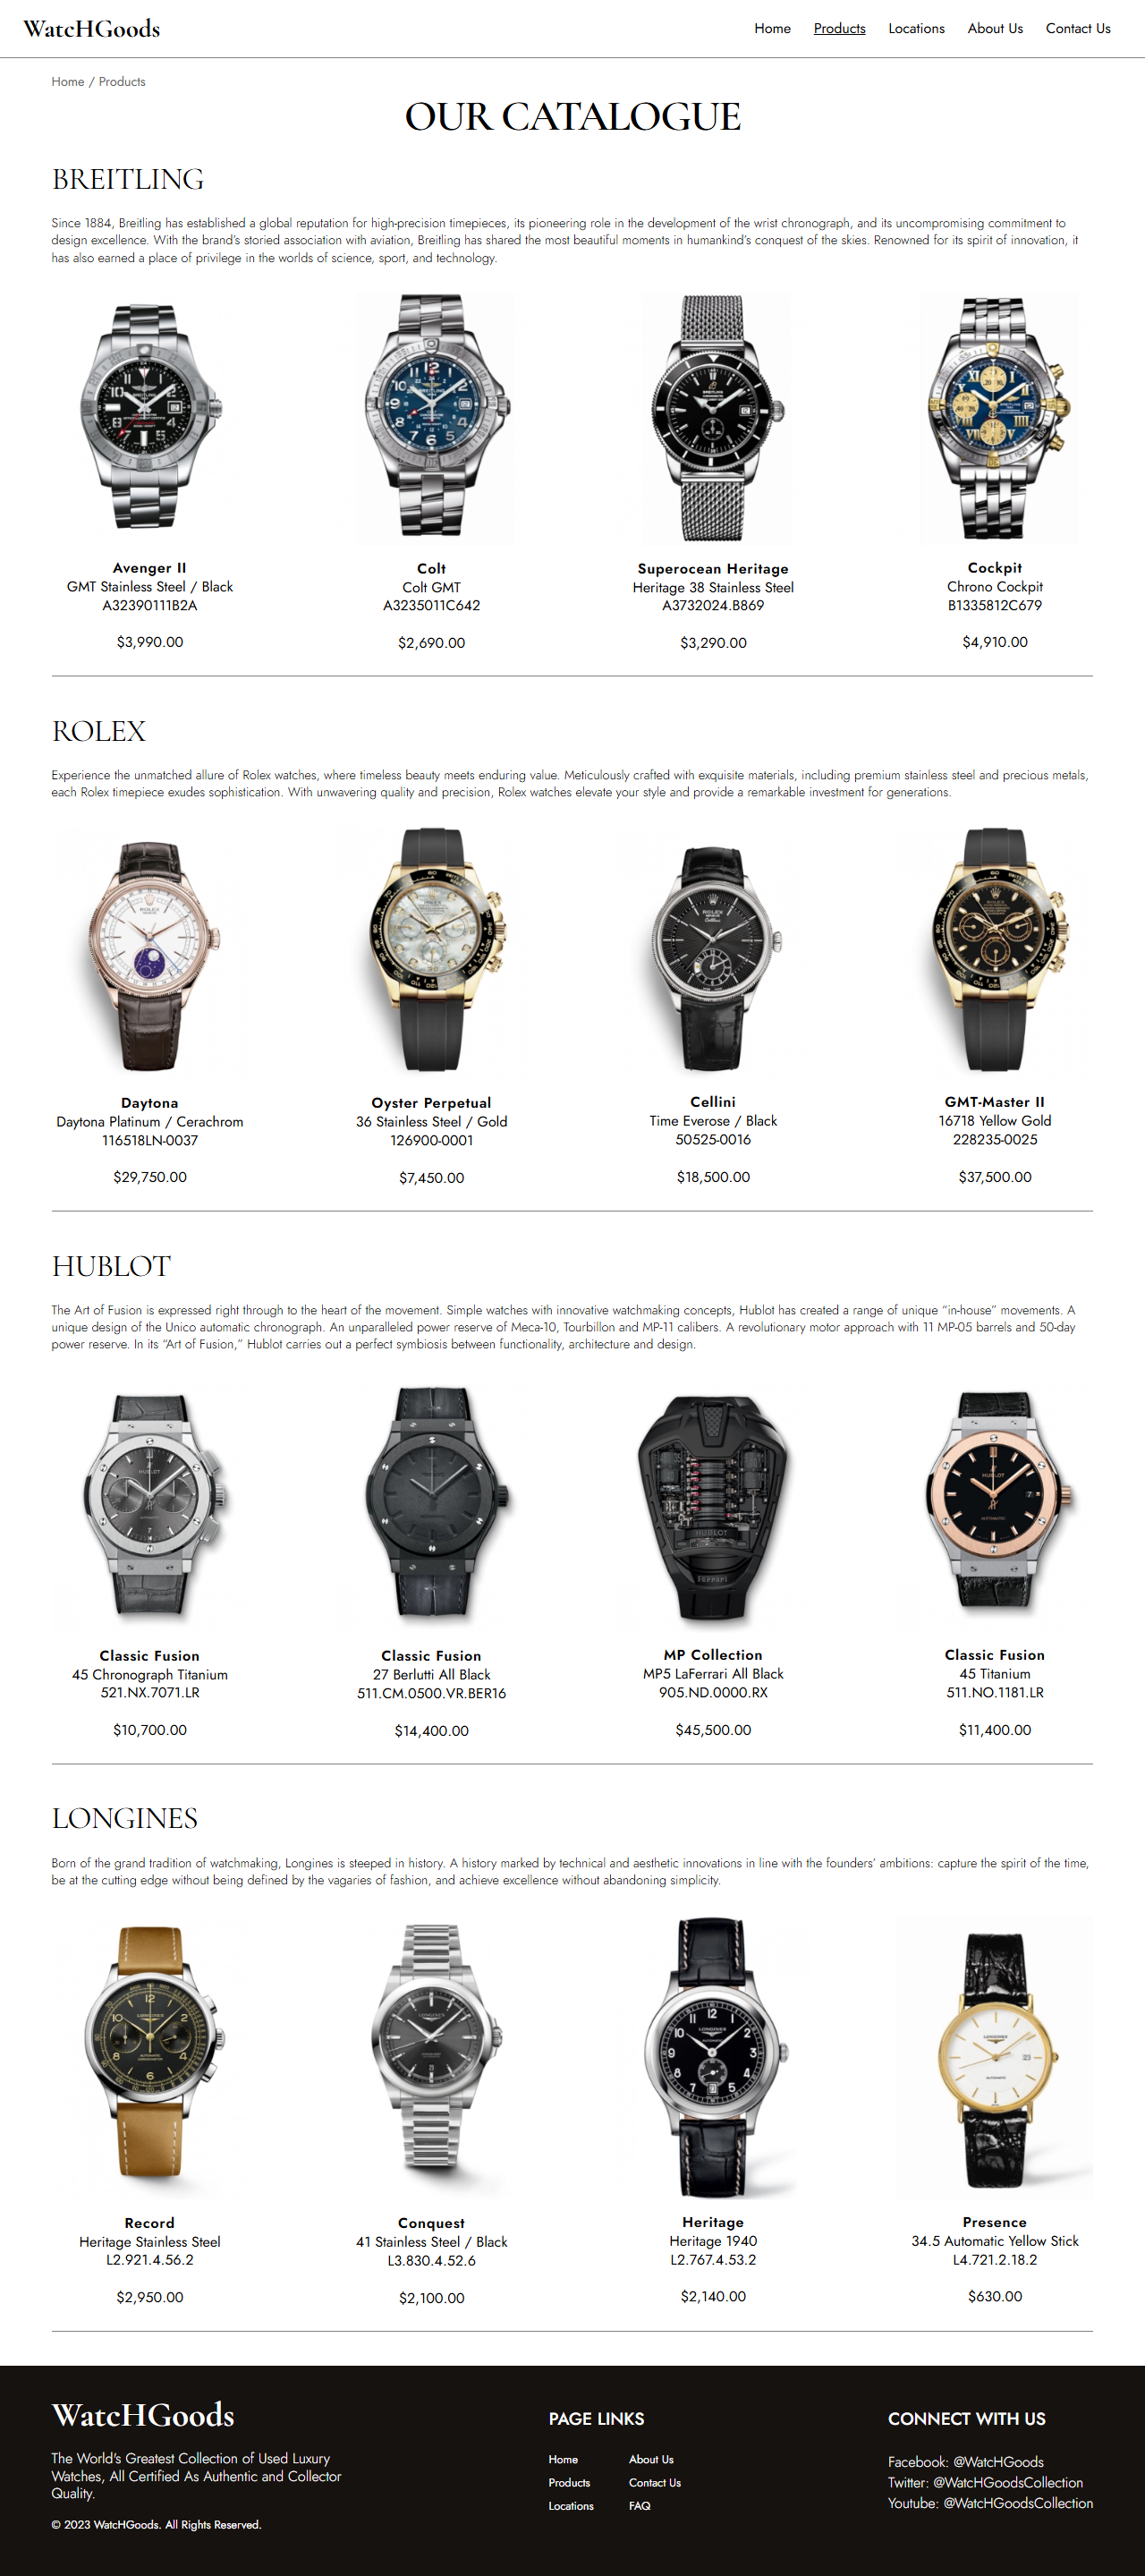 WatcHGoods
Home Products Locations About Us Contact Us
Home / Products
OUR CATALOGUE
BREITLING
Since 1884, Breitling has established a global reputation for high-precision timepieces, its pioneering role in the development of the wrist chronograph, and its uncompromising commitment to
design excellence. With the brand's storied association with aviation, Breitling has shared the most beautiful moments in humankind's conquest of the skies. Renowned for its spirit of innovation, it
has also earned a place of privilege in the worlds of science, sport, and technology.
Avenger II
GMT Stainless Steel / Black
A32390111B2A
$3,990.00
Colt
Colt GMT
A3235011C642
$2,690.00
Superocean Heritage
Heritage 38 Stainless Steel
A3732024.B869
$3,290.00
Cockpit
Chrono Cockpit
B1335812C679
$4,910.00
ROLEX
Experience the unmatched allure of Rolex watches, where timeless beauty meets enduring value. Meticulously crafted with exquisite materials, including premium stainless steel and precious metals,
each Rolex timepiece exudes sophistication. With unwavering quality and precision, Rolex watches elevate your style and provide a remarkable investment for generations.
Daytona
Daytona Platinum / Cerachrom
116518LN-0037
$29,750.00
Oyster Perpetual
36 Stainless Steel / Gold
126900-0001
$7,450.00
Cellini
Time Everose / Black
50525-0016
$18,500.00
GMT-Master II
16718 Yellow Gold
228235-0025
$37,500.00
HUBLOT
The Art of Fusion is expressed right through to the heart of the movement. Simple watches with innovative watchmaking concepts, Hublot has created a range of unique "in-house" movements. A
unique design of the Unico automatic chronograph. An unparalleled power reserve of Meca-10, Tourbillon and MP-11 calibers. A revolutionary motor approach with 11 MP-05 barrels and 50-day
power reserve. In its "Art of Fusion," Hublot carries out a perfect symbiosis between functionality, architecture and design.
Classic Fusion
45 Chronograph Titanium
521.NX.7071.LR
$10,700.00
Classic Fusion
27 Berlutti All Black
511.CM.0500.VR.BER16
$14,400.00
MP Collection
MP5 LaFerrari All Black
905.ND.0000.RX
$45,500.00
Classic Fusion
45 Titanium
511.NO.1181.LR
$11,400.00
LONGINES
Born of the grand tradition of watchmaking, Longines is steeped in history. A history marked by technical and aesthetic innovations in line with the founders' ambitions: capture the spirit of the time,
be at the cutting edge without being defined by the vagaries of fashion, and achieve excellence without abandoning simplicity.
Record
Heritage Stainless Steel
L2.921.4.56.2
$2,950.00
Conquest
41 Stainless Steel / Black
L3.830.4.52.6
$2,100.00
Heritage
Heritage 1940
L2.767.4.53.2
$2,140.00
Presence
34.5 Automatic Yellow Stick
L4.721.2.18.2
$630.00
WatcHGoods
The World's Greatest Collection of Used Luxury
Watches, All Certified As Authentic and Collector
Quality.
© 2023 WatcHGoods. All Rights Reserved.
PAGE LINKS
Home
Products
Locations
About Us
Contact Us
FAQ
CONNECT WITH US
Facebook: @WatcHGoods
Twitter: @WatcHGoodsCollection
Youtube: @WatcHGoodsCollection